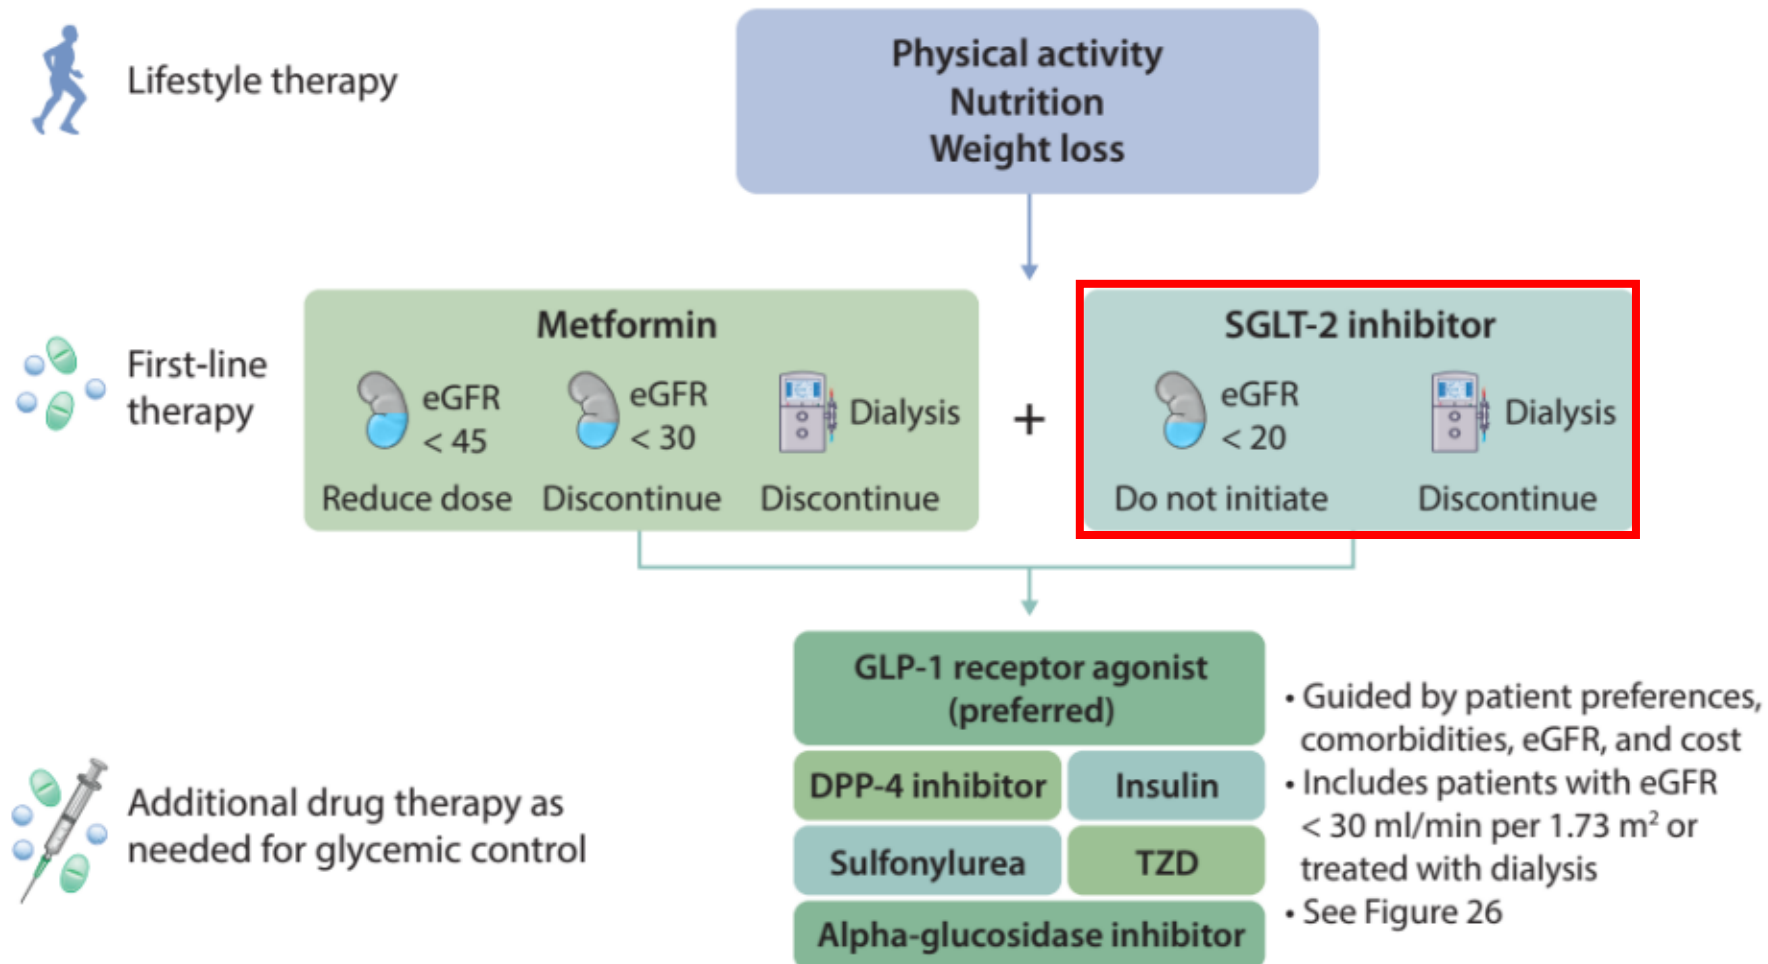 Lifestyle therapy
Physical activity
Nutrition
Weight loss
First-line
therapy
Metformin
eGFR
< 45
Reduce dose
eGFR
< 30
Discontinue
Dialysis
Discontinue
+
SGLT-2 inhibitor
eGFR
< 20
Do not initiate
Dialysis
Discontinue
Additional drug therapy as
needed for glycemic control
GLP-1 receptor agonist
(preferred)
DPP-4 inhibitor
Insulin
Sulfonylurea
TZD
Alpha-glucosidase inhibitor
• Guided by patient preferences,
comorbidities, eGFR, and cost
• Includes patients with eGFR
< 30 ml/min per 1.73 m² or
treated with dialysis
• See Figure 26